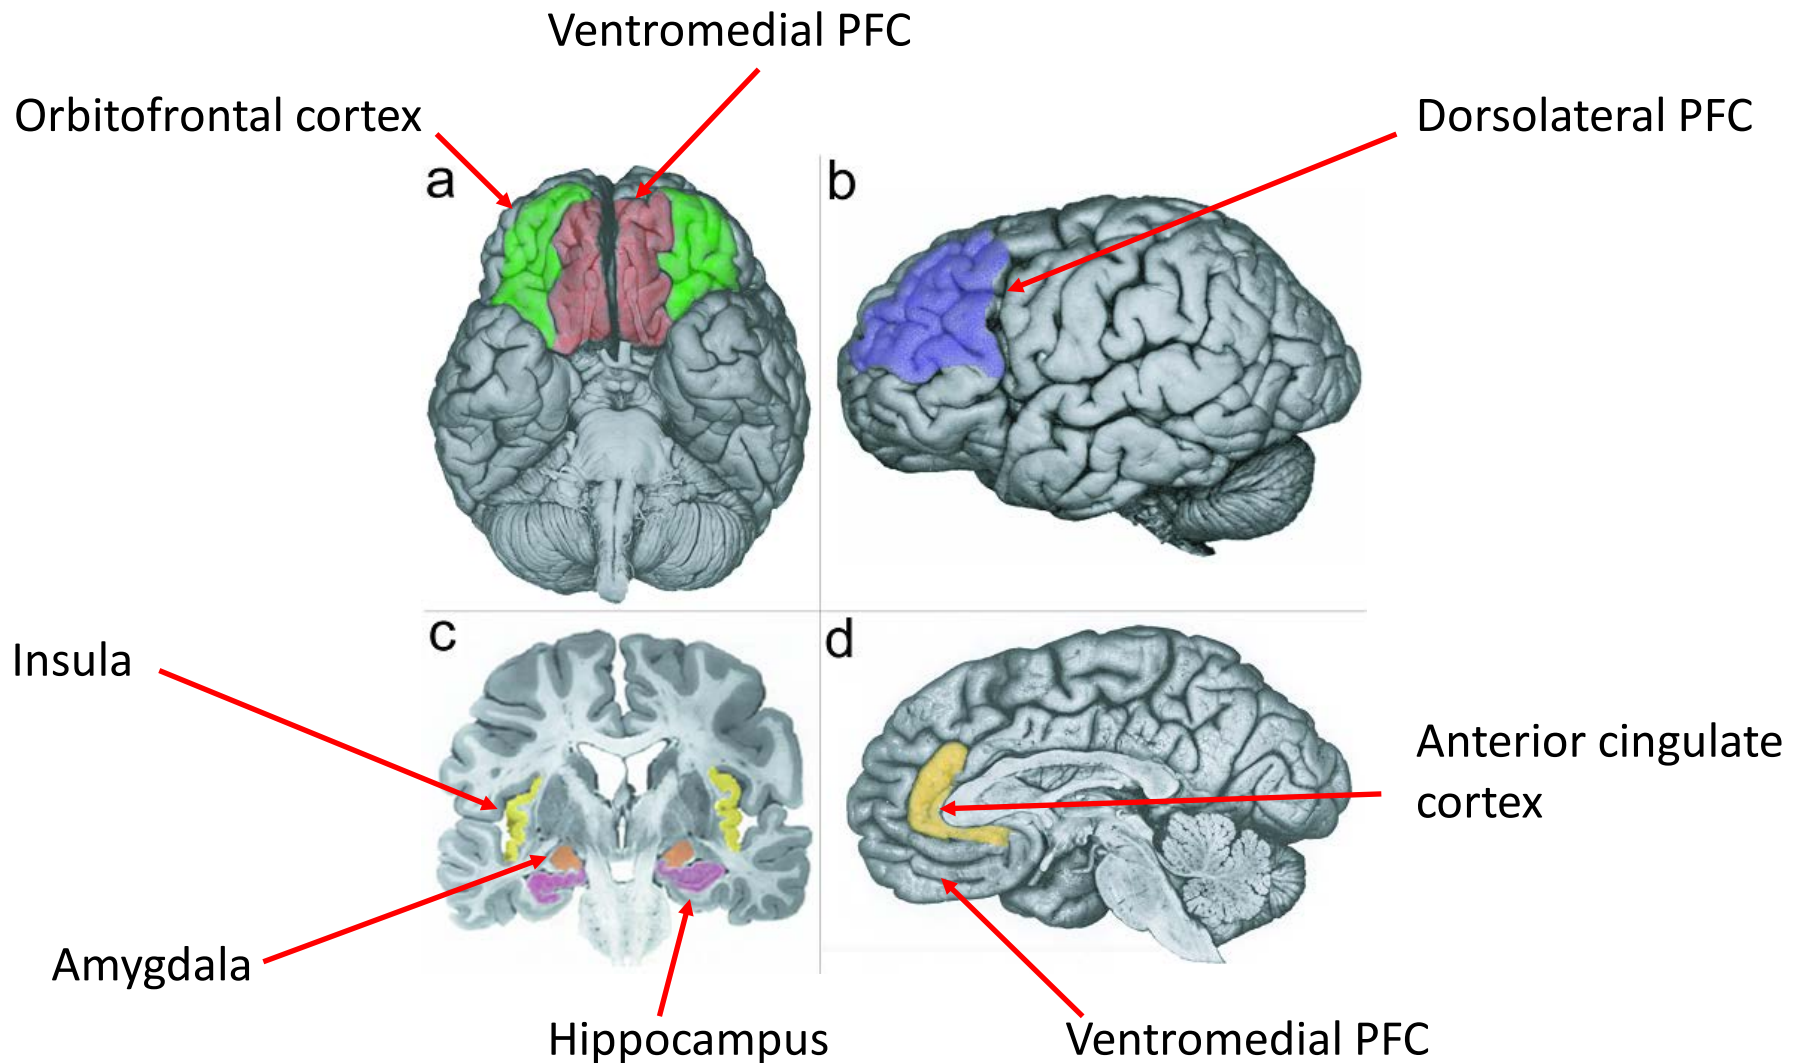 Ventromedial PFC
Orbitofrontal cortex
Dorsolateral PFC
a
b
Insula
c
d
Anterior cingulate
cortex
Amygdala
Hippocampus
Ventromedial PFC